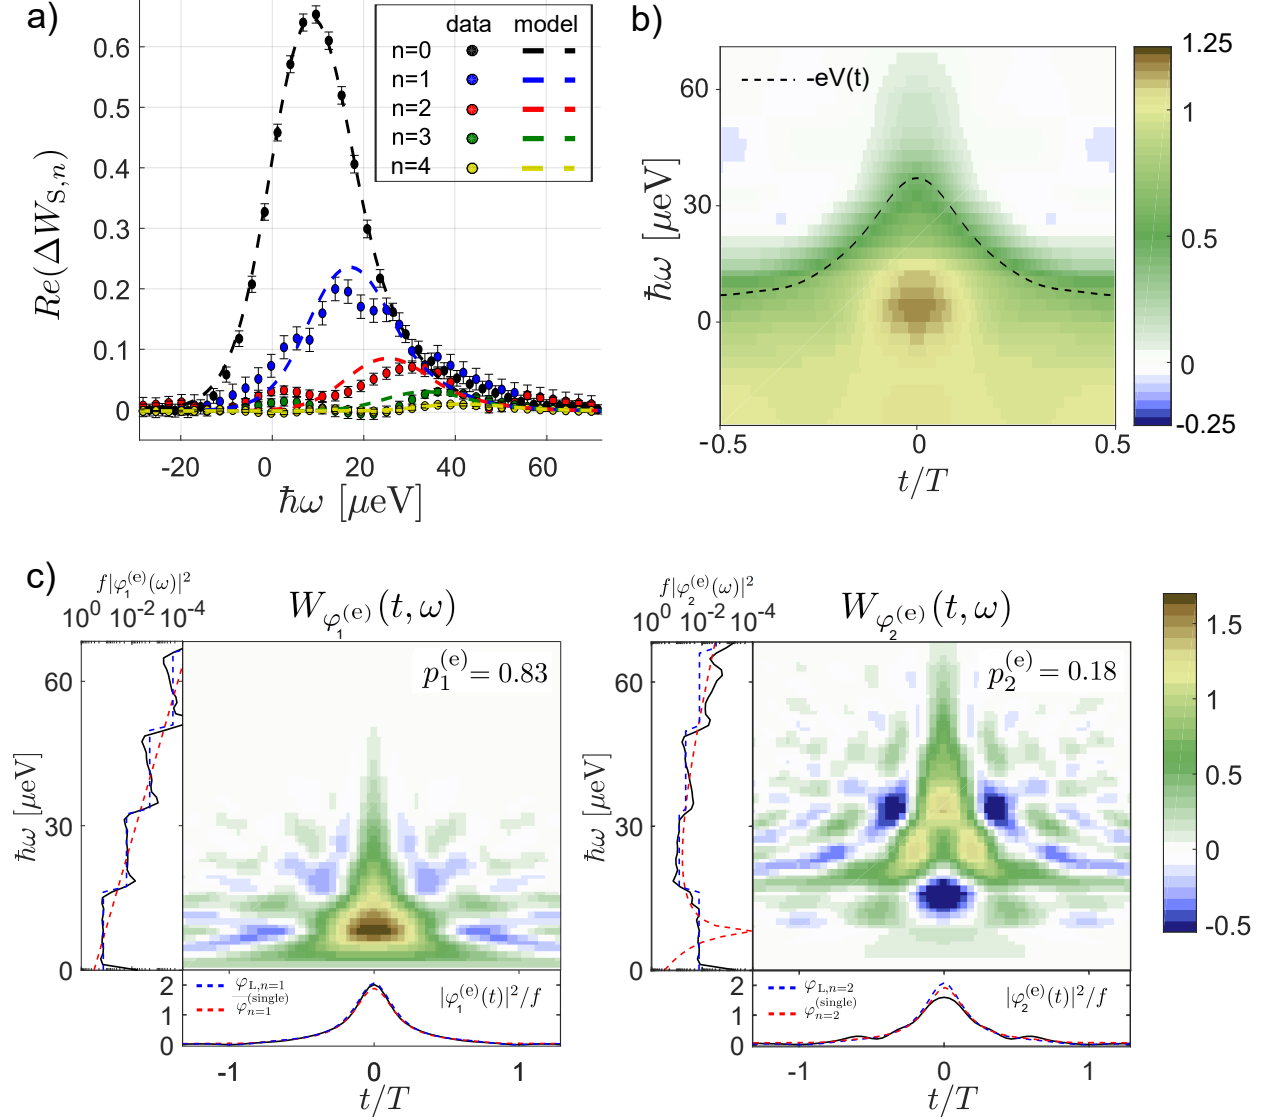 a)
data model
n=0
n=1
n=2
n=3
n=4
0.6
0.5
0.4
0.3
0.2
0.1
0
Re(ΔW_{S,n})
-20 0 20 40 60
ħω [µeV]
b)
-eV(t)
60
30
0
ħω [µeV]
-0.5 0 0.5
t/T
1.25
1
0.5
0
-0.25
c)
f|φ_1^{(e)}(ω)|^2
10^0 10^{-2} 10^{-4}
W_{φ_1^{(e)}}(t, ω)
p_1^{(e)} = 0.83
60
30
0
ħω [µeV]
φ_{L,n=1}
φ_{n=1}^{(single)}
|φ_1^{(e)}(t)|^2/f
2
1
0
-1 0 1
t/T
f|φ_2^{(e)}(ω)|^2
10^0 10^{-2} 10^{-4}
W_{φ_2^{(e)}}(t, ω)
p_2^{(e)} = 0.18
60
30
0
ħω [µeV]
φ_{L,n=2}
φ_{n=2}^{(single)}
|φ_2^{(e)}(t)|^2/f
2
1
0
-1 0 1
t/T
1.5
1
0.5
0
-0.5